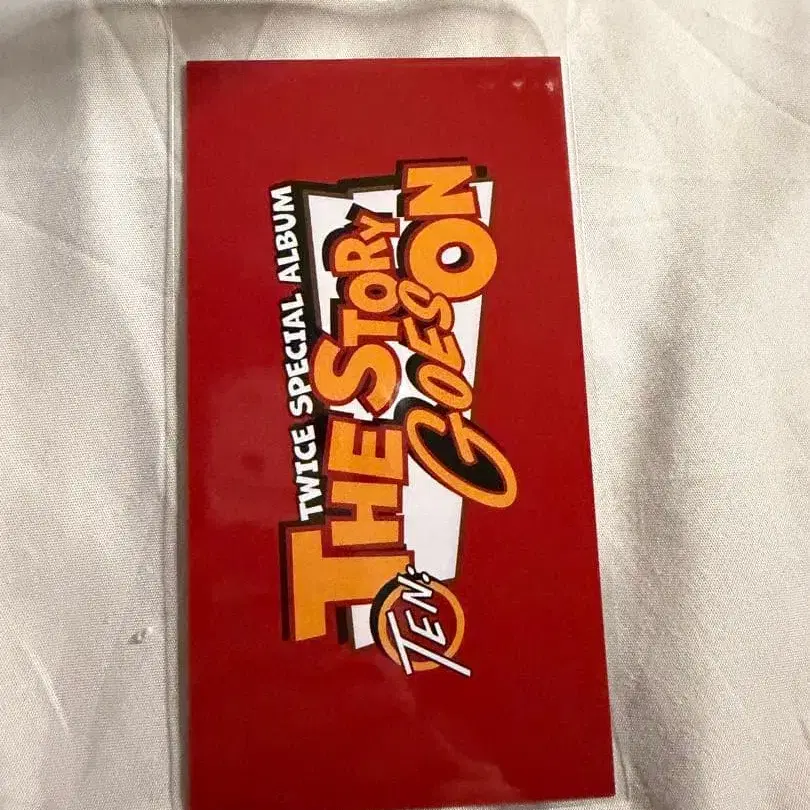 TWICE SPECIAL ALBUM
THE STORY
TEN: GOES ON